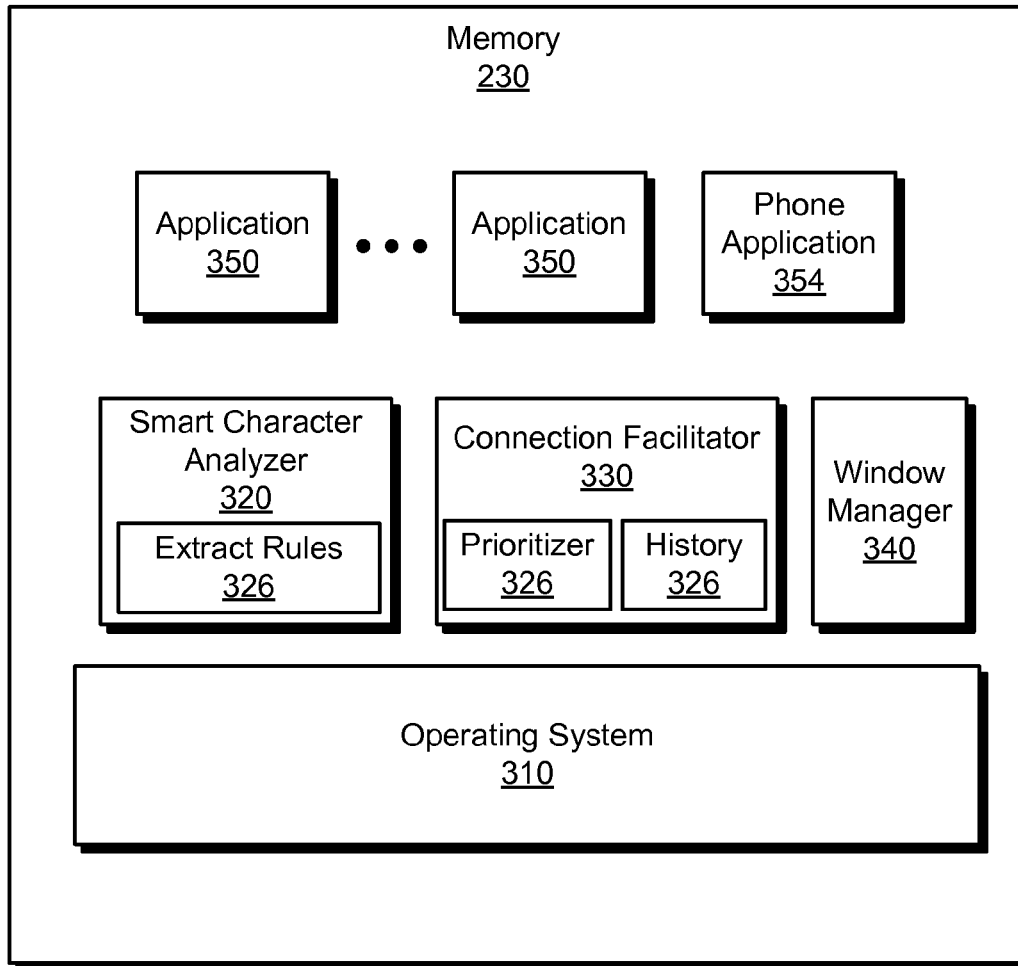 Memory
230
Application
350
Application
350
Phone
Application
354
Smart Character
Analyzer
320
Extract Rules
326
Connection Facilitator
330
Prioritizer
326
History
326
Window
Manager
340
Operating System
310